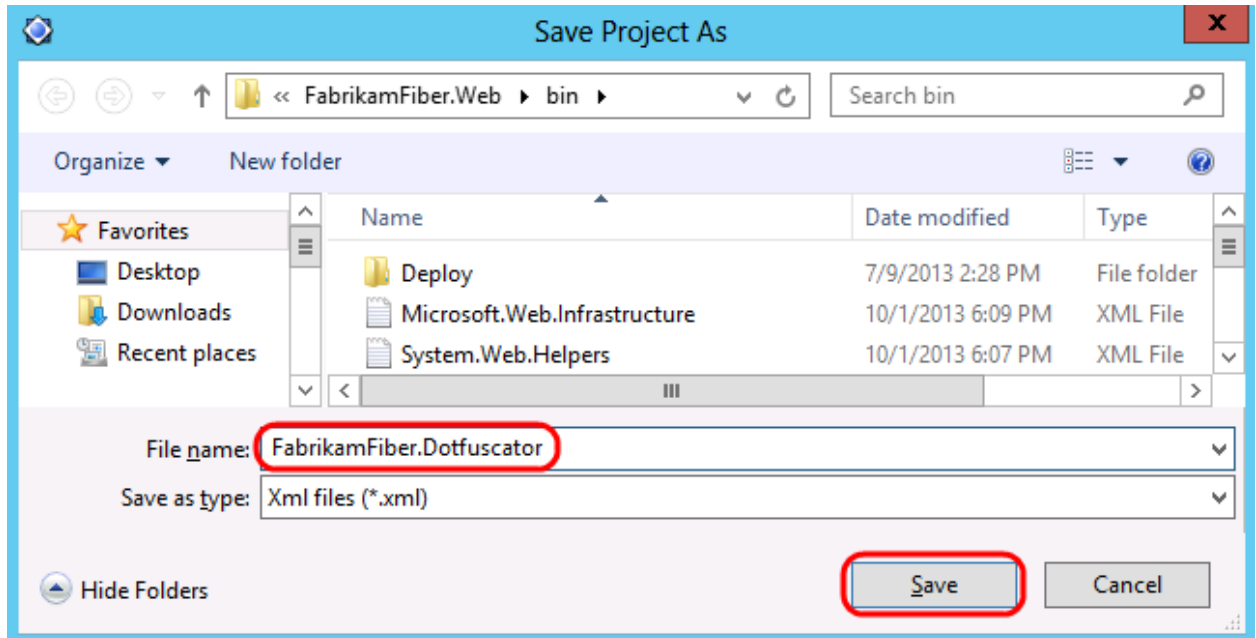 Save Project As
x
« FabrikamFiber.Web bin
Search bin
Organize New folder
Favorites
Desktop
Downloads
Recent places
Name Date modified Type
Deploy 7/9/2013 2:28 PM File folder
Microsoft.Web.Infrastructure 10/1/2013 6:09 PM XML File
System.Web.Helpers 10/1/2013 6:07 PM XML File
File name: FabrikamFiber.Dotfuscator
Save as type: Xml files (*.xml)
Hide Folders Save Cancel